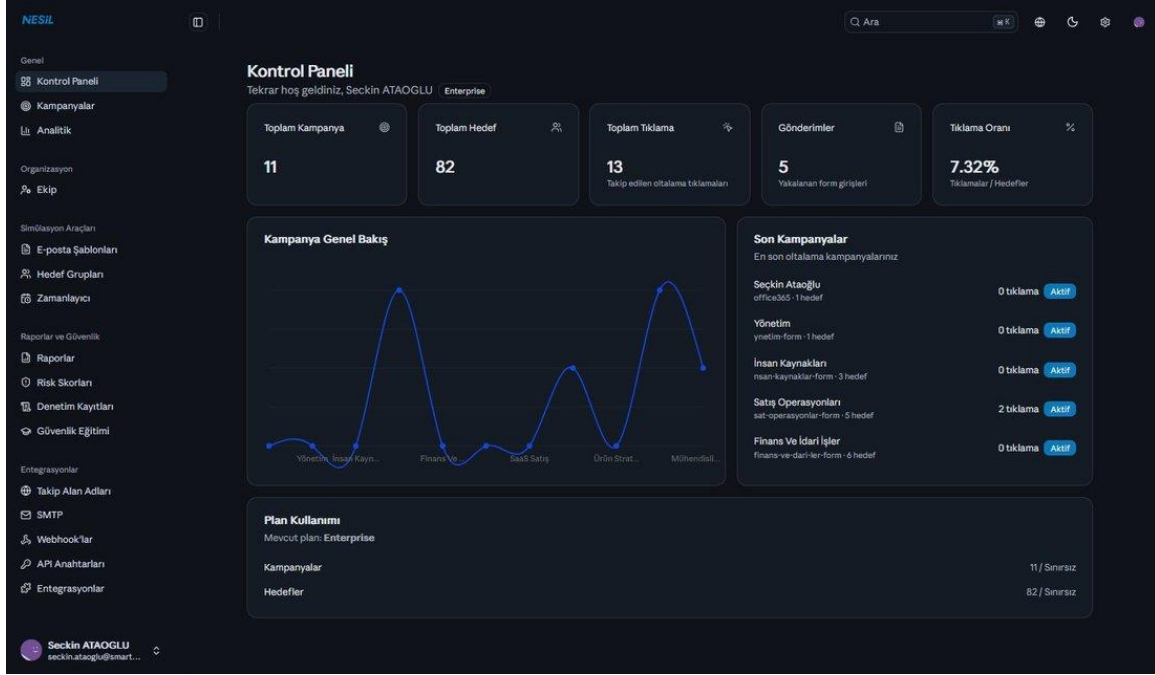 NESİL
Ara
⌘ K
Genel
Kontrol Paneli
Kampanyalar
Analitik
Organizasyon
Ekip
Simülasyon Araçları
E-posta Şablonları
Hedef Grupları
Zamanlayıcı
Raporlar ve Güvenlik
Raporlar
Risk Skorları
Denetim Kayıtları
Güvenlik Eğitimi
Entegrasyonlar
Takip Alan Adları
SMTP
Webhook'lar
API Anahtarları
Entegrasyonlar
Seckin ATAOGLU
seckin.ataoglu@smart...
Kontrol Paneli
Tekrar hoş geldiniz, Seckin ATAOGLU Enterprise
Toplam Kampanya
11
Toplam Hedef
82
Toplam Tıklama
13
Takip edilen oltalama tıklamaları
Gönderimler
5
Yakalanan form girişleri
Tıklama Oranı
7.32%
Tıklamalar / Hedefler
Kampanya Genel Bakış
Yönetim İnsan Kayn... Finans Ve ... SaaS Satış Ürün Strat... Mühendisli...
Son Kampanyalar
En son oltalama kampanyalarınız
Seçkin Ataoğlu
office365 · 1 hedef
0 tıklama Aktif
Yönetim
ynetim-form · 1 hedef
0 tıklama Aktif
İnsan Kaynakları
nsan-kaynaklar-form · 3 hedef
0 tıklama Aktif
Satış Operasyonları
sat-operasyonlar-form · 5 hedef
2 tıklama Aktif
Finans Ve İdari İşler
finans-ve-dari-ler-form · 6 hedef
0 tıklama Aktif
Plan Kullanımı
Mevcut plan: Enterprise
Kampanyalar 11 / Sınırsız
Hedefler 82 / Sınırsız